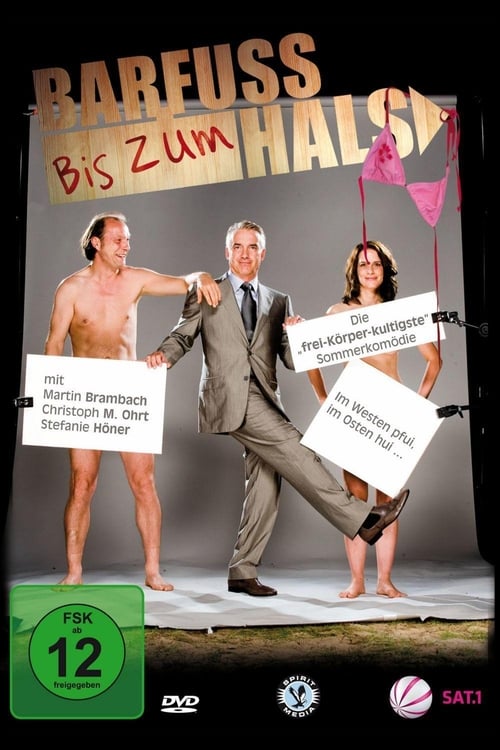 BARFUSS
Bis zum HALS
Die
„frei-Körper-kultigste"
Sommerkomödie
mit
Martin Brambach
Christoph M. Ohrt
Stefanie Höner
Im Westen pfui,
im Osten hui ...
FSK
ab
12
freigegeben
DVD
SPIRIT
MEDIA
SAT.1